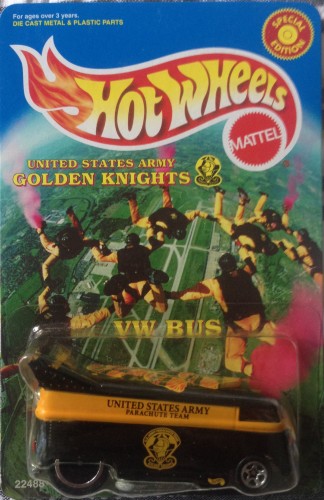 For ages over 3 years.
DIE CAST METAL & PLASTIC PARTS
SPECIAL EDITION
HOT WHEELS
MATTEL
UNITED STATES ARMY
GOLDEN KNIGHTS
VW BUS
UNITED STATES ARMY
PARACHUTE TEAM
22488